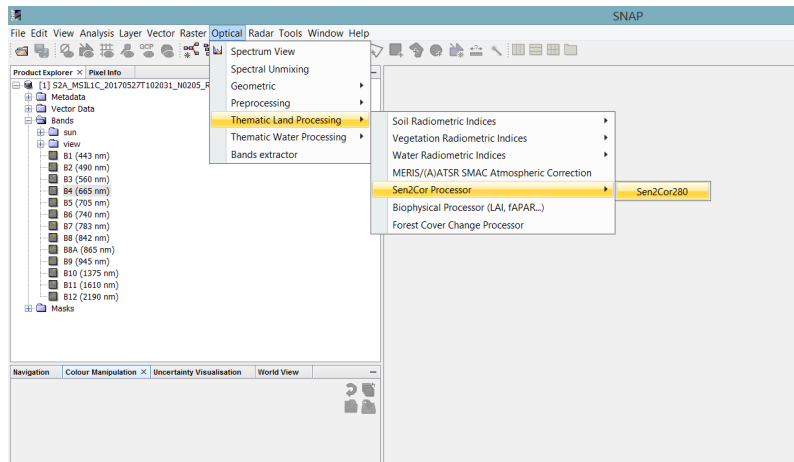 SNAP
File Edit View Analysis Layer Vector Raster Optical Radar Tools Window Help
GCP
Spectrum View
Spectral Unmixing
Geometric
Preprocessing
Thematic Land Processing
Thematic Water Processing
Bands extractor
Soil Radiometric Indices
Vegetation Radiometric Indices
Water Radiometric Indices
MERIS/(A)ATSR SMAC Atmospheric Correction
Sen2Cor Processor
Biophysical Processor (LAI, fAPAR...)
Forest Cover Change Processor
Sen2Cor280
Product Explorer × Pixel Info
[1] S2A_MSIL1C_20170527T102031_N0205_R
Metadata
Vector Data
Bands
sun
view
B1 (443 nm)
B2 (490 nm)
B3 (560 nm)
B4 (665 nm)
B5 (705 nm)
B6 (740 nm)
B7 (783 nm)
B8 (842 nm)
B8A (865 nm)
B9 (945 nm)
B10 (1375 nm)
B11 (1610 nm)
B12 (2190 nm)
Masks
Navigation Colour Manipulation × Uncertainty Visualisation World View